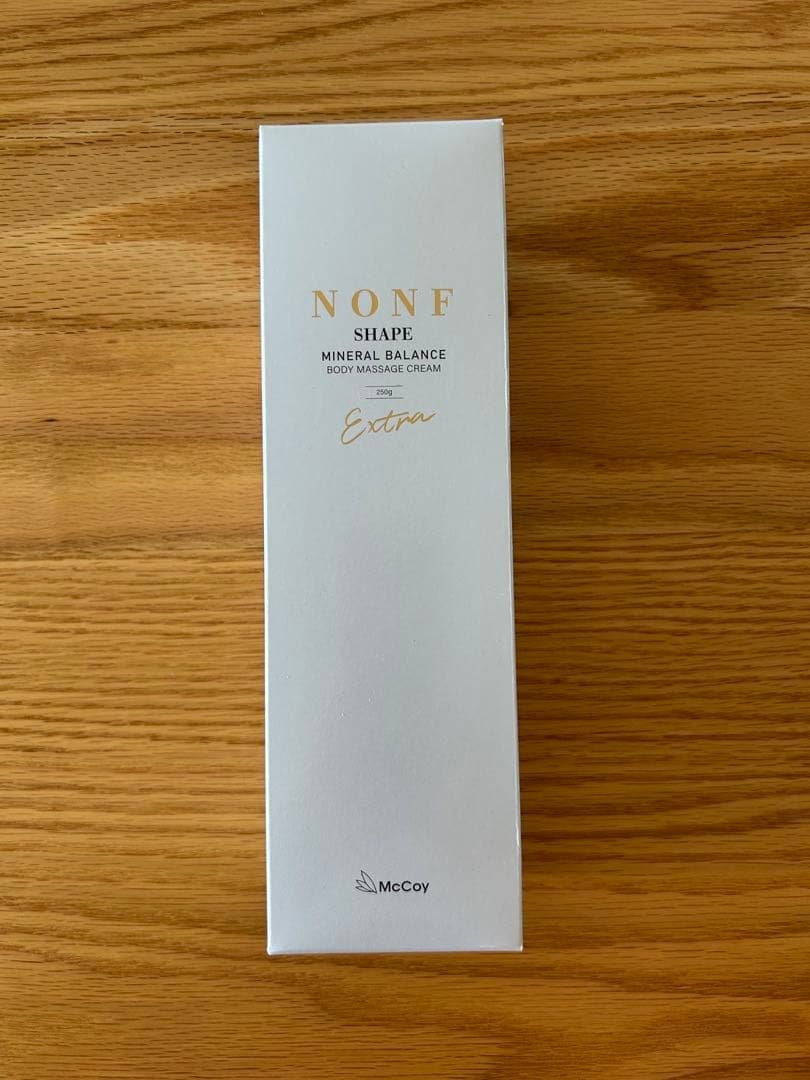 NONF
SHAPE
MINERAL BALANCE
BODY MASSAGE CREAM
250g
Extra
McCoy